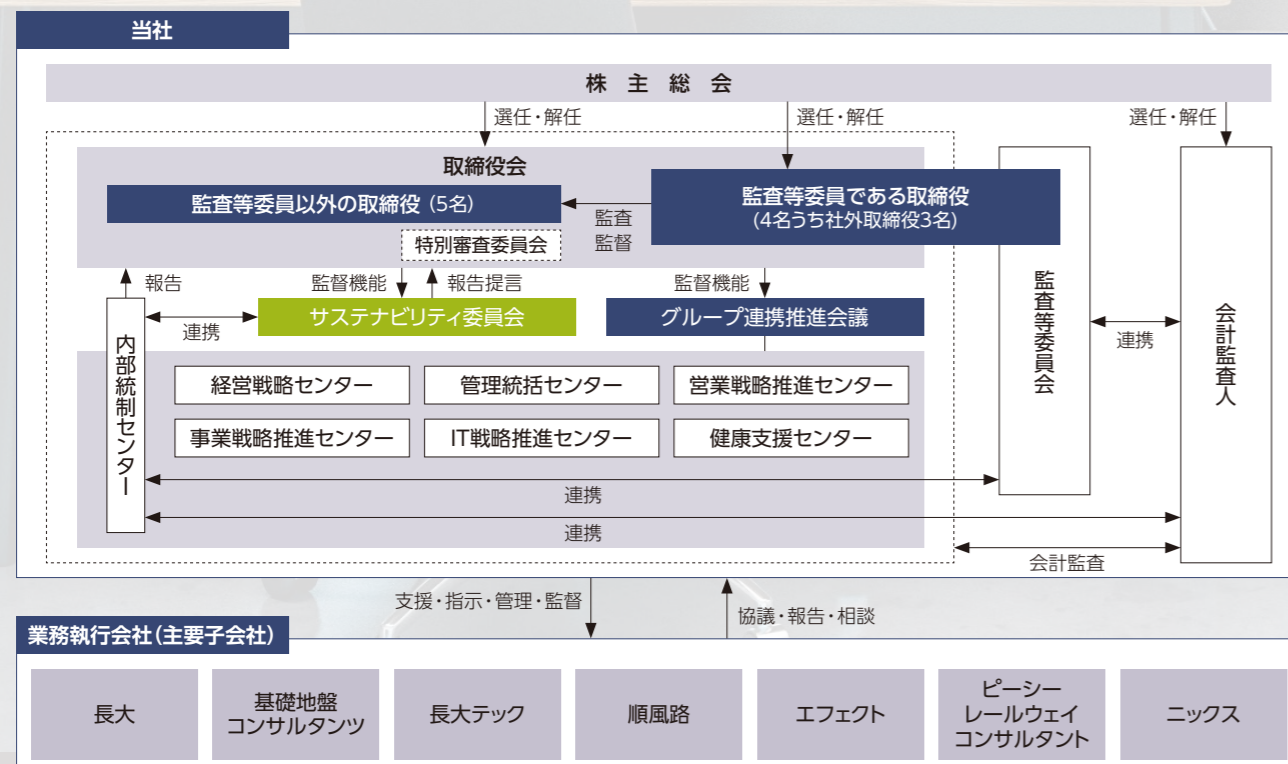 当社
株主総会
選任・解任
選任・解任
選任・解任
取締役会
監査等委員以外の取締役（5名）
監査等委員である取締役
（4名うち社外取締役3名）
監査
監督
特別審査委員会
報告
監督機能
報告提言
監督機能
連携
サステナビリティ委員会
グループ連携推進会議
内部統制センター
監査等委員会
連携
会計監査人
経営戦略センター
管理統括センター
営業戦略推進センター
事業戦略推進センター
IT戦略推進センター
健康支援センター
連携
連携
会計監査
支援・指示・管理・監督
協議・報告・相談
業務執行会社（主要子会社）
長大
基礎地盤
コンサルタンツ
長大テック
順風路
エフェクト
ピーシー
レールウェイ
コンサルタント
ニックス